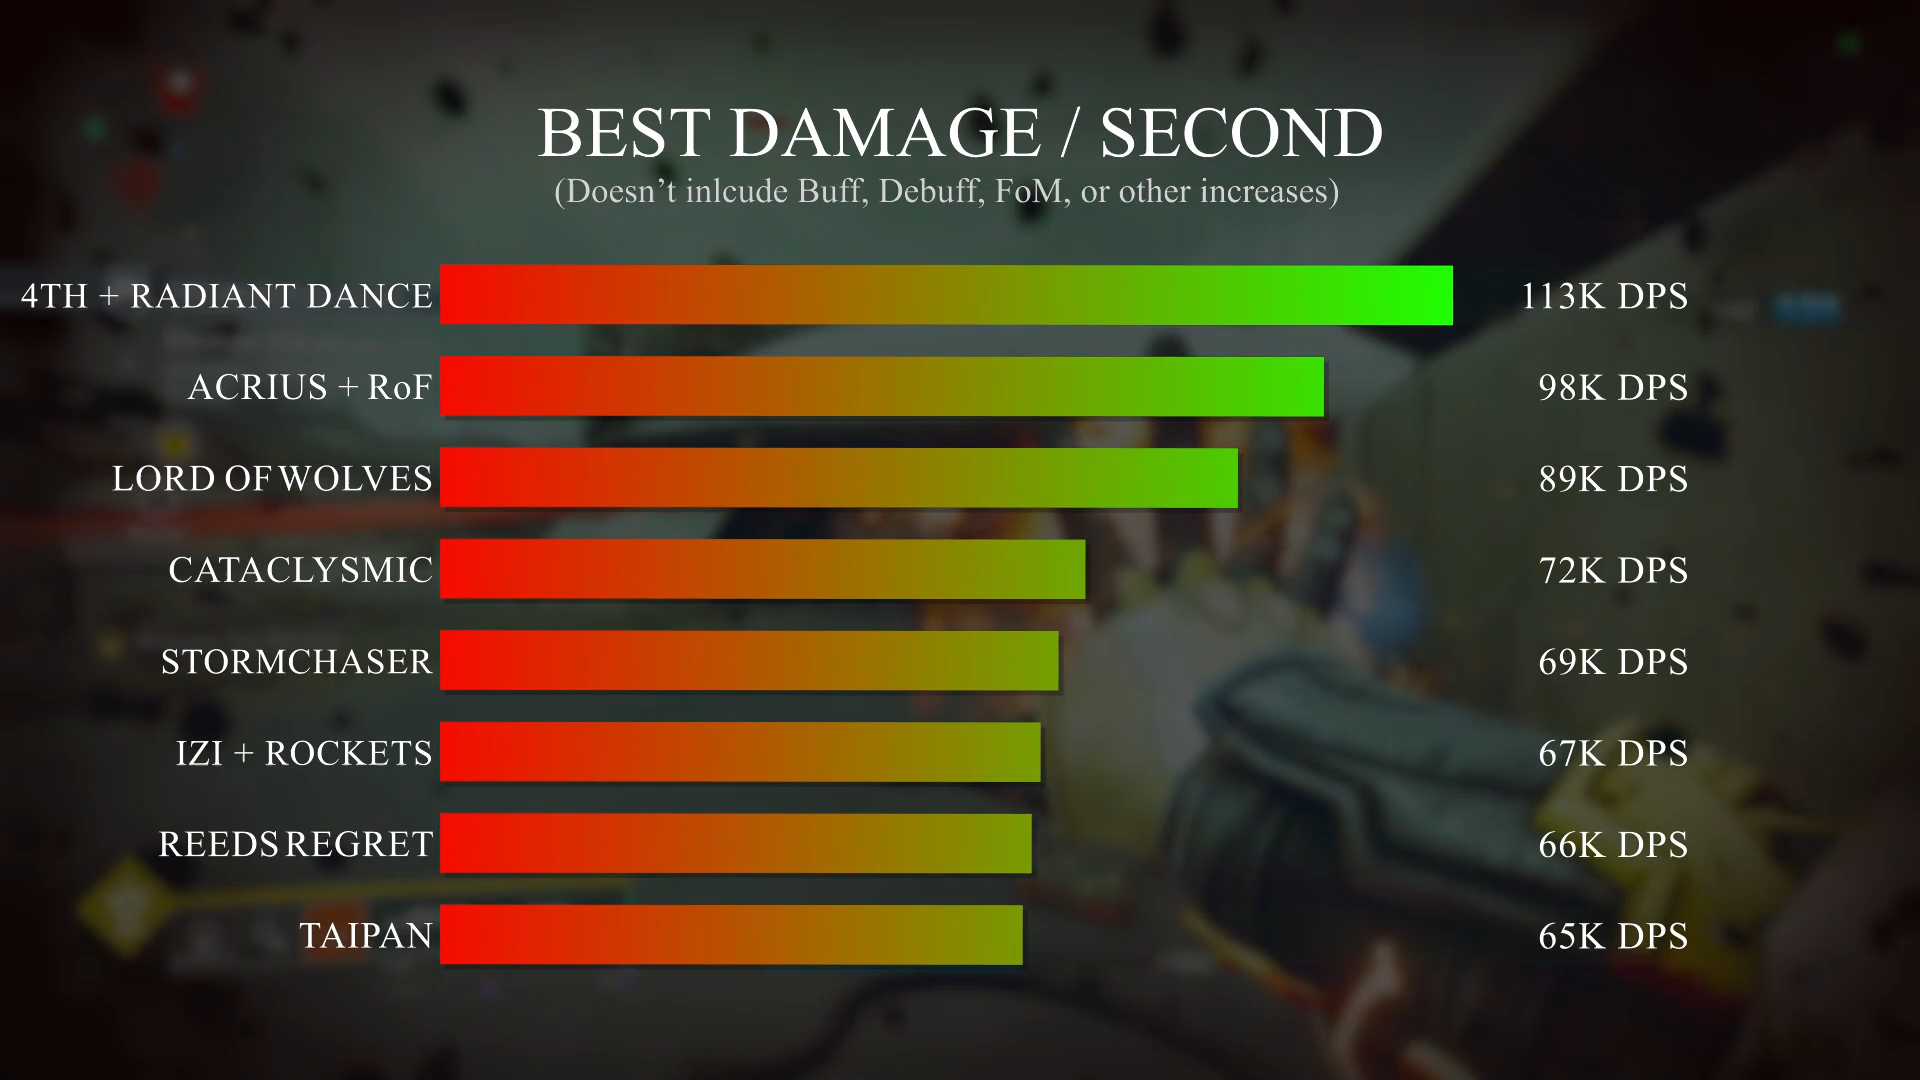 BEST DAMAGE / SECOND
(Doesn’t inlcude Buff, Debuff, FoM, or other increases)
4TH + RADIANT DANCE 113K DPS
ACRIUS + RoF 98K DPS
LORD OF WOLVES 89K DPS
CATACLYSMIC 72K DPS
STORMCHASER 69K DPS
IZI + ROCKETS 67K DPS
REEDS REGRET 66K DPS
TAIPAN 65K DPS